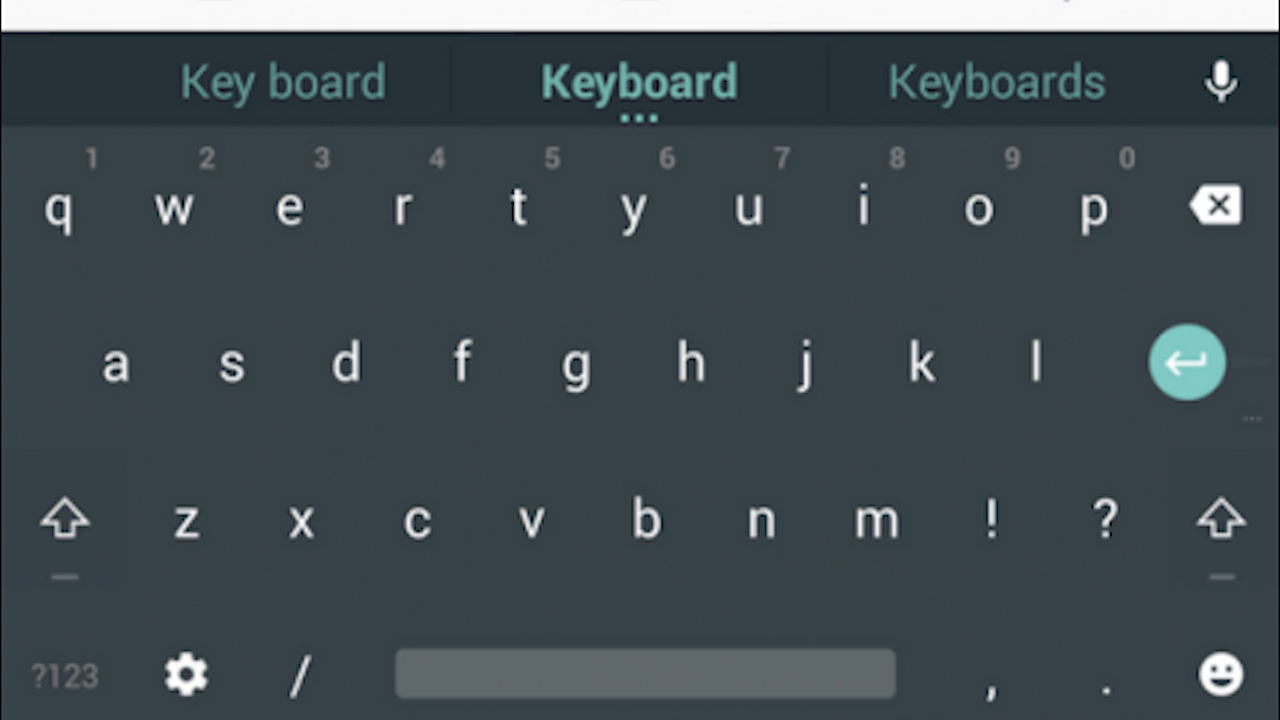 Key board Keyboard Keyboards
1 2 3 4 5 6 7 8 9 0
q w e r t y u i o p
a s d f g h j k l
z x c v b n m ! ?
?123 / , .